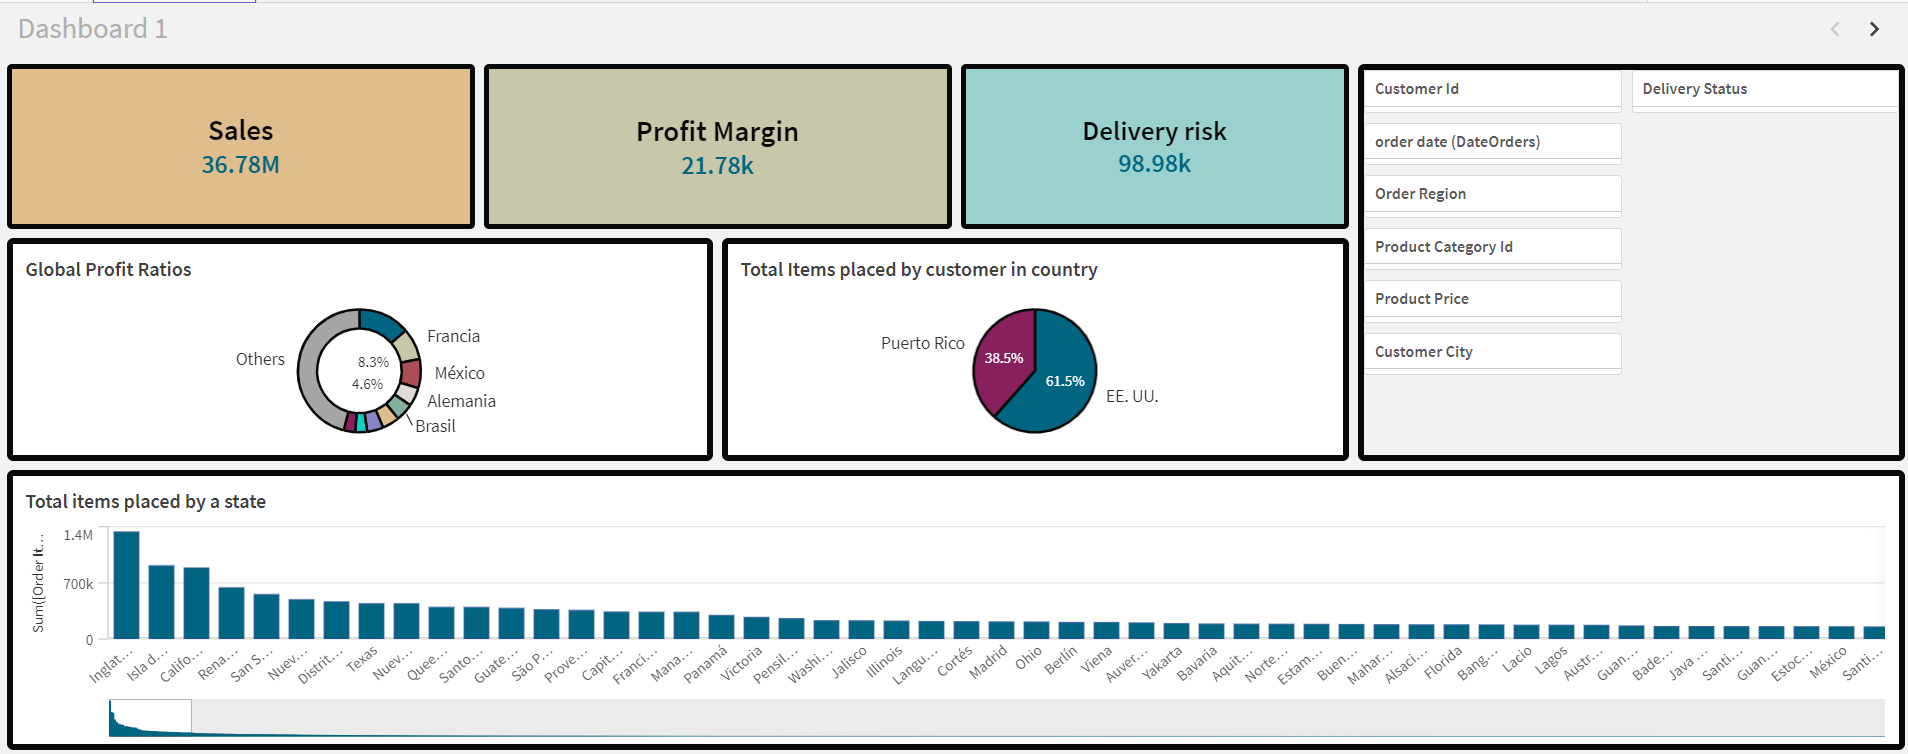 Dashboard 1
Sales
36.78M
Profit Margin
21.78k
Delivery risk
98.98k
Customer Id
Delivery Status
order date (DateOrders)
Order Region
Product Category Id
Product Price
Customer City
Global Profit Ratios
Others
8.3%
4.6%
Francia
México
Alemania
Brasil
Total Items placed by customer in country
Puerto Rico
38.5%
61.5%
EE. UU.
Total items placed by a state
Sum([Order It...
1.4M
700k
0
Inglat...
Isla d...
Califo...
Rena...
San S...
Nuev...
Distrit...
Texas
Nuev...
Quee...
Santo...
Guate...
São P...
Prove...
Capit...
Franci...
Mana...
Panamá
Victoria
Pensil...
Washi...
Jalisco
Illinois
Langu...
Cortés
Madrid
Ohio
Berlín
Viena
Auver...
Yakarta
Bavaria
Aquit...
Norte...
Estam...
Buen...
Mahar...
Alsaci...
Florida
Bang...
Lacio
Lagos
Austr...
Guan...
Bade...
Java ...
Santi...
Guan...
Estoc...
México
Santi...